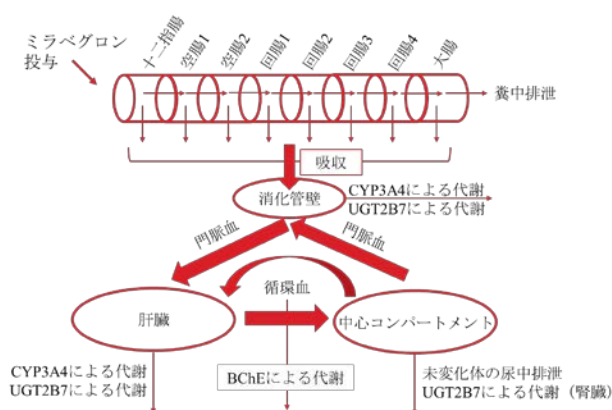 ミラベグロン
投与
十二指腸
空腸1
空腸2
回腸1
回腸2
回腸3
回腸4
大腸
糞中排泄
吸収
消化管壁
CYP3A4による代謝
UGT2B7による代謝
門脈血
門脈血
循環血
肝臓
中心コンパートメント
CYP3A4による代謝
UGT2B7による代謝
BChEによる代謝
未変化体の尿中排泄
UGT2B7による代謝（腎臓）